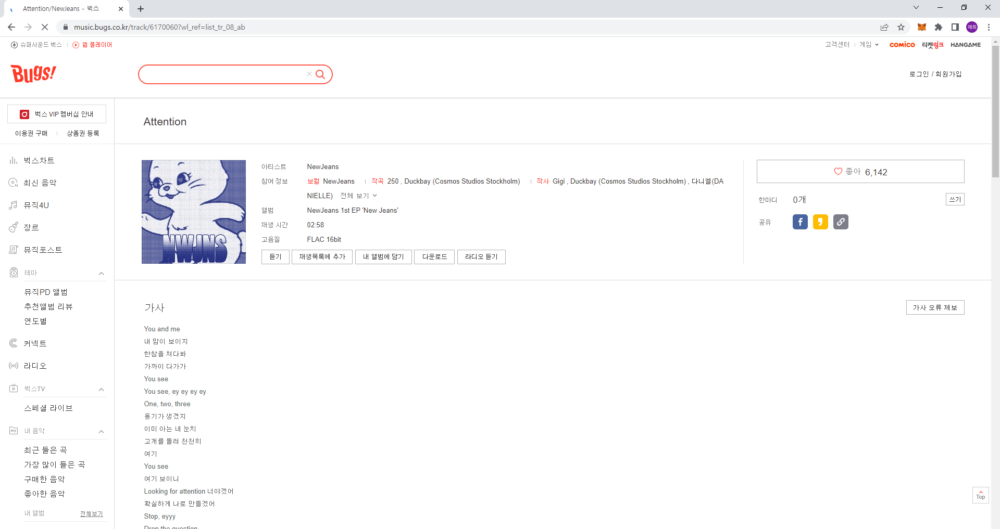 Attention/NewJeans - 벅스
music.bugs.co.kr/track/6170060?wl_ref=list_tr_08_ab
채희
슈퍼사운드 벅스
웹 플레이어
고객센터
게임
comico
티켓링크
HANGAME
Bugs!
로그인 / 회원가입
벅스 VIP 멤버십 안내
이용권 구매
상품권 등록
벅스차트
최신 음악
뮤직4U
장르
뮤직포스트
테마
뮤직PD 앨범
추천앨범 리뷰
연도별
커넥트
라디오
벅스TV
스페셜 라이브
내 음악
최근 들은 곡
가장 많이 들은 곡
구매한 음악
좋아한 음악
내 앨범 전체보기
Attention
NWJNS
아티스트 NewJeans
참여 정보 보컬 NewJeans 작곡 250 , Duckbay (Cosmos Studios Stockholm) 작사 Gigi , Duckbay (Cosmos Studios Stockholm) , 다니엘(DA
NIELLE) 전체 보기
앨범 NewJeans 1st EP 'New Jeans'
재생 시간 02:58
고음질 FLAC 16bit
듣기 재생목록에 추가 내 앨범에 담기 다운로드 라디오 듣기
좋아 6,142
한마디 0개 쓰기
공유
가사
가사 오류 제보
You and me
내 맘이 보이지
한참을 쳐다봐
가까이 다가가
You see
You see, ey ey ey ey
One, two, three
용기가 생겼지
이미 아는 네 눈치
고개를 돌려 천천히
여기
You see
여기 보이니
Looking for attention 너야겠어
확실하게 나로 만들겠어
Stop, eyyy
Drop the question
Top